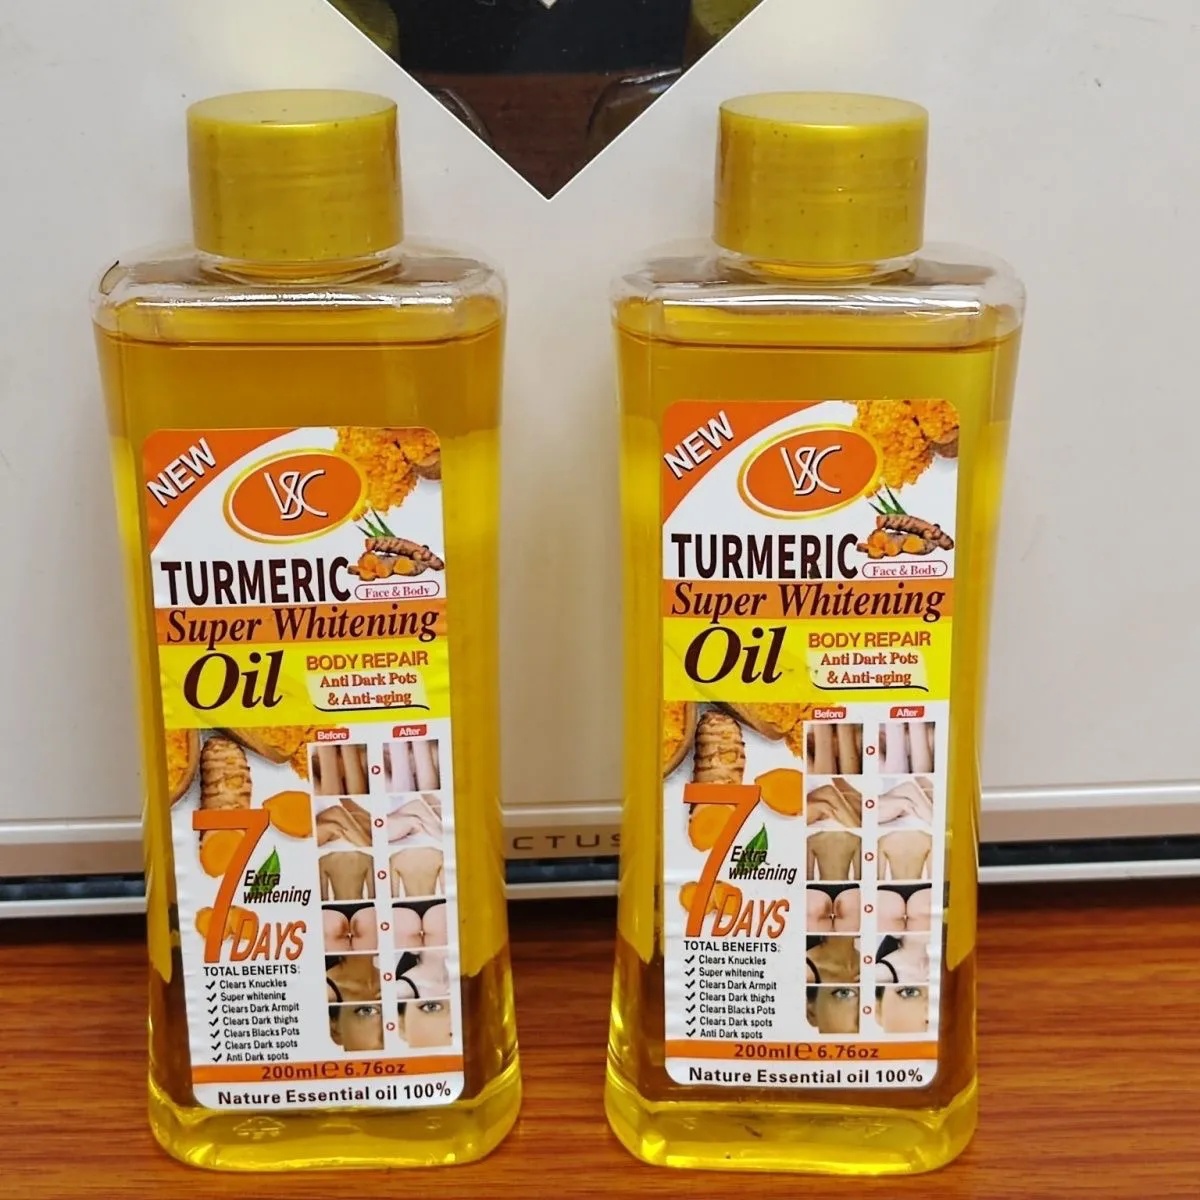 NEW
VSC
TURMERIC
Face & Body
Super Whitening
Oil
BODY REPAIR
Anti Dark Pots
& Anti-aging
Before
After
7
Extra
whitening
DAYS
TOTAL BENEFITS:
Clears Knuckles
Super whitening
Clears Dark Armpit
Clears Dark thighs
Clears Blacks Pots
Clears Dark spots
Anti Dark spots
200ml e 6.76oz
Nature Essential oil 100%
NEW
VSC
TURMERIC
Face & Body
Super Whitening
Oil
BODY REPAIR
Anti Dark Pots
& Anti-aging
Before
After
7
Extra
whitening
DAYS
TOTAL BENEFITS:
Clears Knuckles
Super whitening
Clears Dark Armpit
Clears Dark thighs
Clears Blacks Pots
Clears Dark spots
Anti Dark spots
200ml e 6.76oz
Nature Essential oil 100%
CTUS